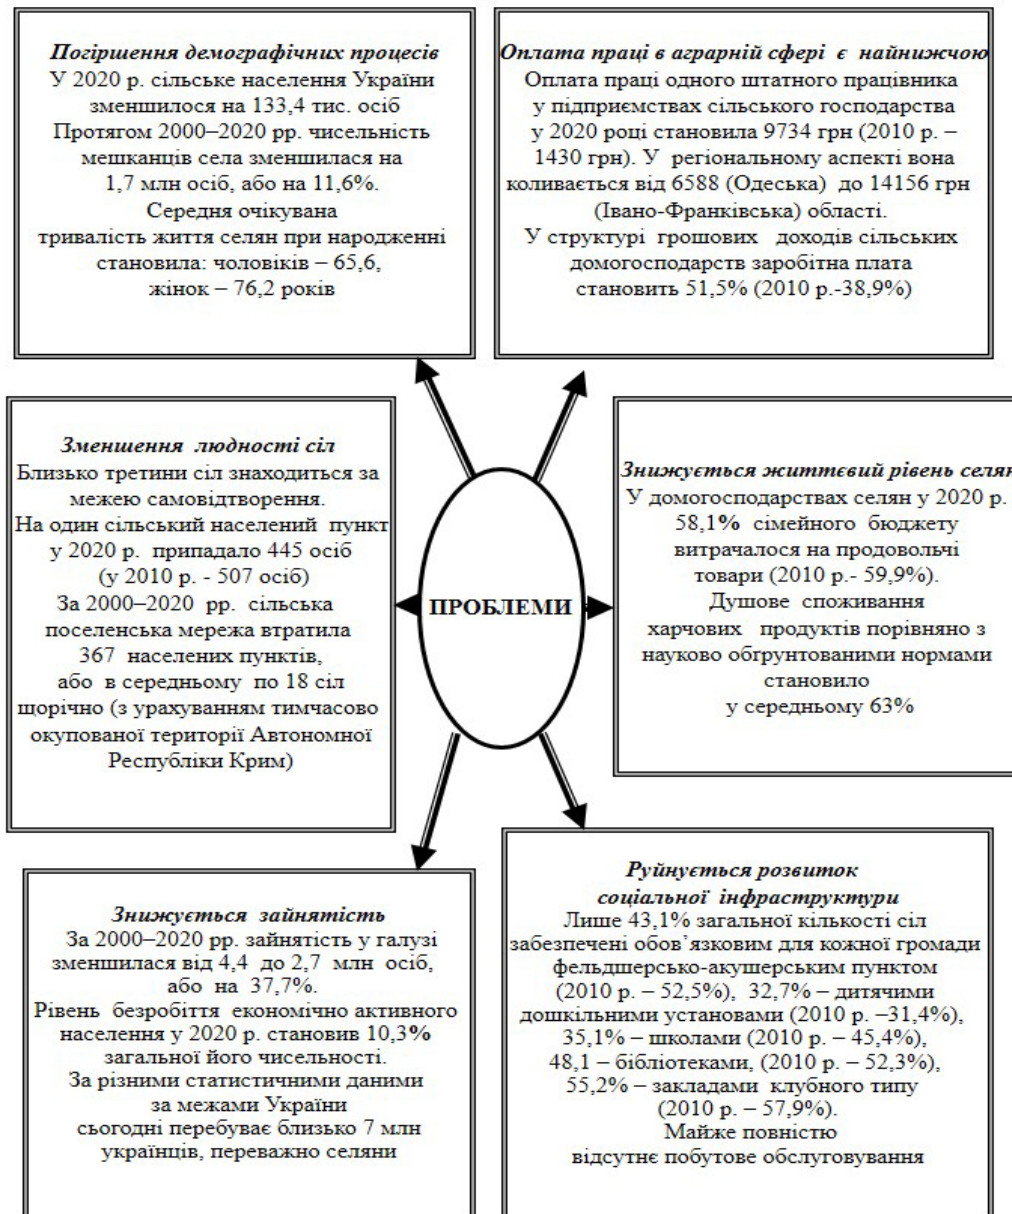 Погіршення демографічних процесів
У 2020 р. сільське населення України
зменшилося на 133,4 тис. осіб
Протягом 2000–2020 рр. чисельність
мешканців села зменшилася на
1,7 млн осіб, або на 11,6%.
Середня очікувана
тривалість життя селян при народженні
становила: чоловіків – 65,6,
жінок – 76,2 років
Оплата праці в аграрній сфері є найнижчою
Оплата праці одного штатного працівника
у підприємствах сільського господарства
у 2020 році становила 9734 грн (2010 р. –
1430 грн). У регіональному аспекті вона
коливається від 6588 (Одеська) до 14156 грн
(Івано-Франківська) області.
У структурі грошових доходів сільських
домогосподарств заробітна плата
становить 51,5% (2010 р.-38,9%)
Зменшення людності сіл
Близько третини сіл знаходиться за
межею самовідтворення.
На один сільський населений пункт
у 2020 р. припадало 445 осіб
(у 2010 р. - 507 осіб)
За 2000–2020 рр. сільська
поселенська мережа втратила
367 населених пунктів,
або в середньому по 18 сіл
щорічно (з урахуванням тимчасово
окупованої території Автономної
Республіки Крим)
ПРОБЛЕМИ
Знижується життєвий рівень селян
У домогосподарствах селян у 2020 р.
58,1% сімейного бюджету
витрачалося на продовольчі
товари (2010 р.- 59,9%).
Душове споживання
харчових продуктів порівняно з
науково обґрунтованими нормами
становило
у середньому 63%
Знижується зайнятість
За 2000–2020 рр. зайнятість у галузі
зменшилася від 4,4 до 2,7 млн осіб,
або на 37,7%.
Рівень безробіття економічно активного
населення у 2020 р. становив 10,3%
загальної його чисельності.
За різними статистичними даними
за межами України
сьогодні перебуває близько 7 млн
українців, переважно селяни
Руйнується розвиток
соціальної інфраструктури
Лише 43,1% загальної кількості сіл
забезпечені обов’язковим для кожної громади
фельдшерсько-акушерським пунктом
(2010 р. – 52,5%), 32,7% – дитячими
дошкільними установами (2010 р. –31,4%),
35,1% – школами (2010 р. – 45,4%),
48,1 – бібліотеками, (2010 р. – 52,3%),
55,2% – закладами клубного типу
(2010 р. – 57,9%).
Майже повністю
відсутнє побутове обслуговування